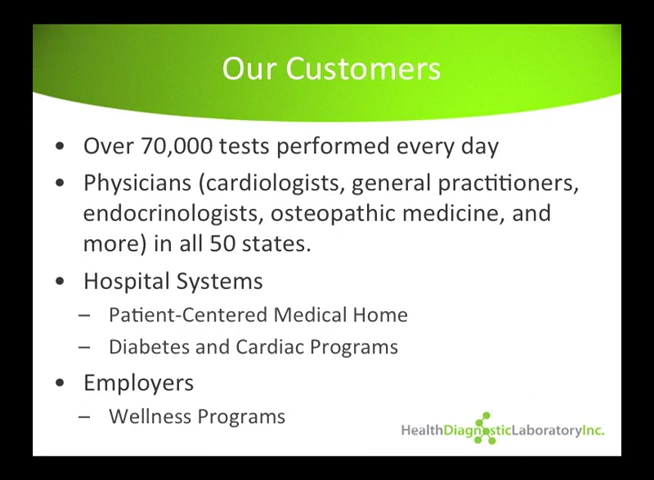 Our Customers
• Over 70,000 tests performed every day
• Physicians (cardiologists, general practitioners,
endocrinologists, osteopathic medicine, and
more) in all 50 states.
• Hospital Systems
– Patient-Centered Medical Home
– Diabetes and Cardiac Programs
• Employers
– Wellness Programs
HealthDiagnosticLaboratoryInc.